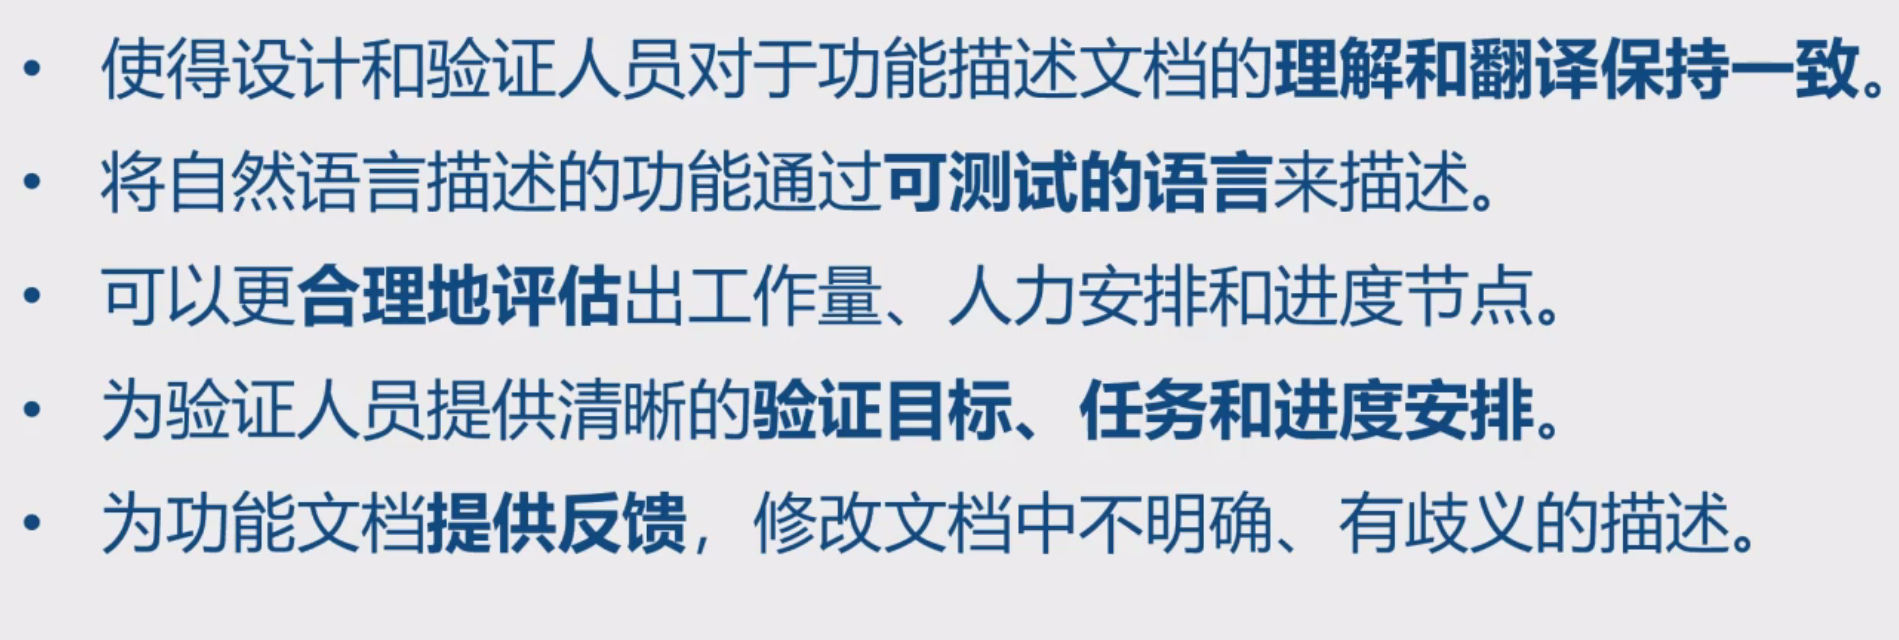 • 使得设计和验证人员对于功能描述文档的理解和翻译保持一致。
• 将自然语言描述的功能通过可测试的语言来描述。
• 可以更合理地评估出工作量、人力安排和进度节点。
• 为验证人员提供清晰的验证目标、任务和进度安排。
• 为功能文档提供反馈，修改文档中不明确、有歧义的描述。